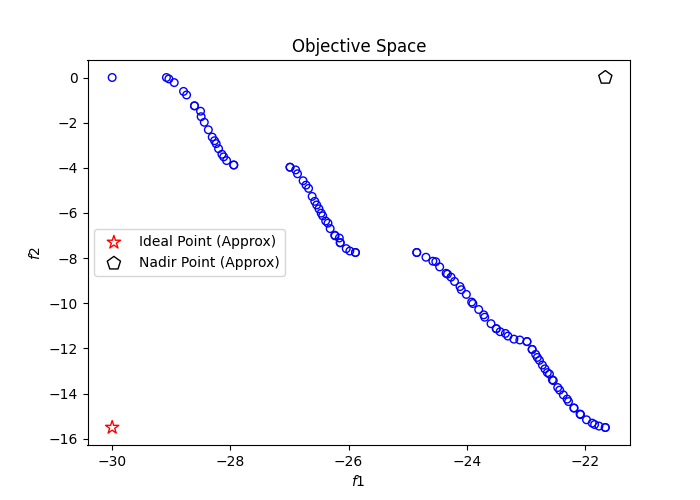 Objective Space
f2
0
−2
−4
−6
−8
−10
−12
−14
−16
Ideal Point (Approx)
Nadir Point (Approx)
−30
−28
−26
−24
−22
f1